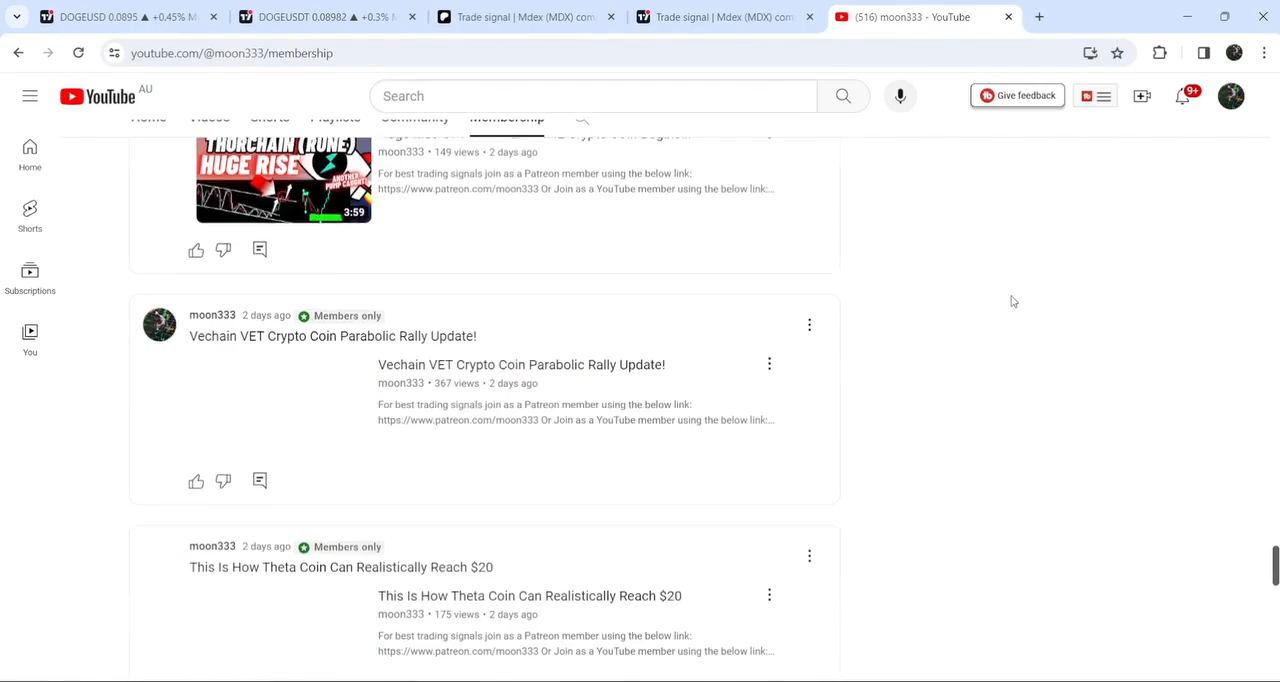 DOGEUSD 0.0895 ▲ +0.45%
DOGEUSDT 0.08982 ▲ +0.3%
Trade signal | Mdex (MDX) com
Trade signal | Mdex (MDX) com
(516) moon333 - YouTube
youtube.com/@moon333/membership
YouTube AU
Search
Give feedback
9+
Home
Videos
Shorts
Playlists
Community
Membership
Home
Shorts
Subscriptions
You
THORCHAIN (RUNE)
HUGE RISE
ANOTHER
PUMP CAUGHT!
3:59
moon333 • 149 views • 2 days ago
For best trading signals join as a Patreon member using the below link:
https://www.patreon.com/moon333 Or Join as a YouTube member using the below link:...
moon333 2 days ago Members only
Vechain VET Crypto Coin Parabolic Rally Update!
Vechain VET Crypto Coin Parabolic Rally Update!
moon333 • 367 views • 2 days ago
For best trading signals join as a Patreon member using the below link:
https://www.patreon.com/moon333 Or Join as a YouTube member using the below link:...
moon333 2 days ago Members only
This Is How Theta Coin Can Realistically Reach $20
This Is How Theta Coin Can Realistically Reach $20
moon333 • 175 views • 2 days ago
For best trading signals join as a Patreon member using the below link:
https://www.patreon.com/moon333 Or Join as a YouTube member using the below link:...